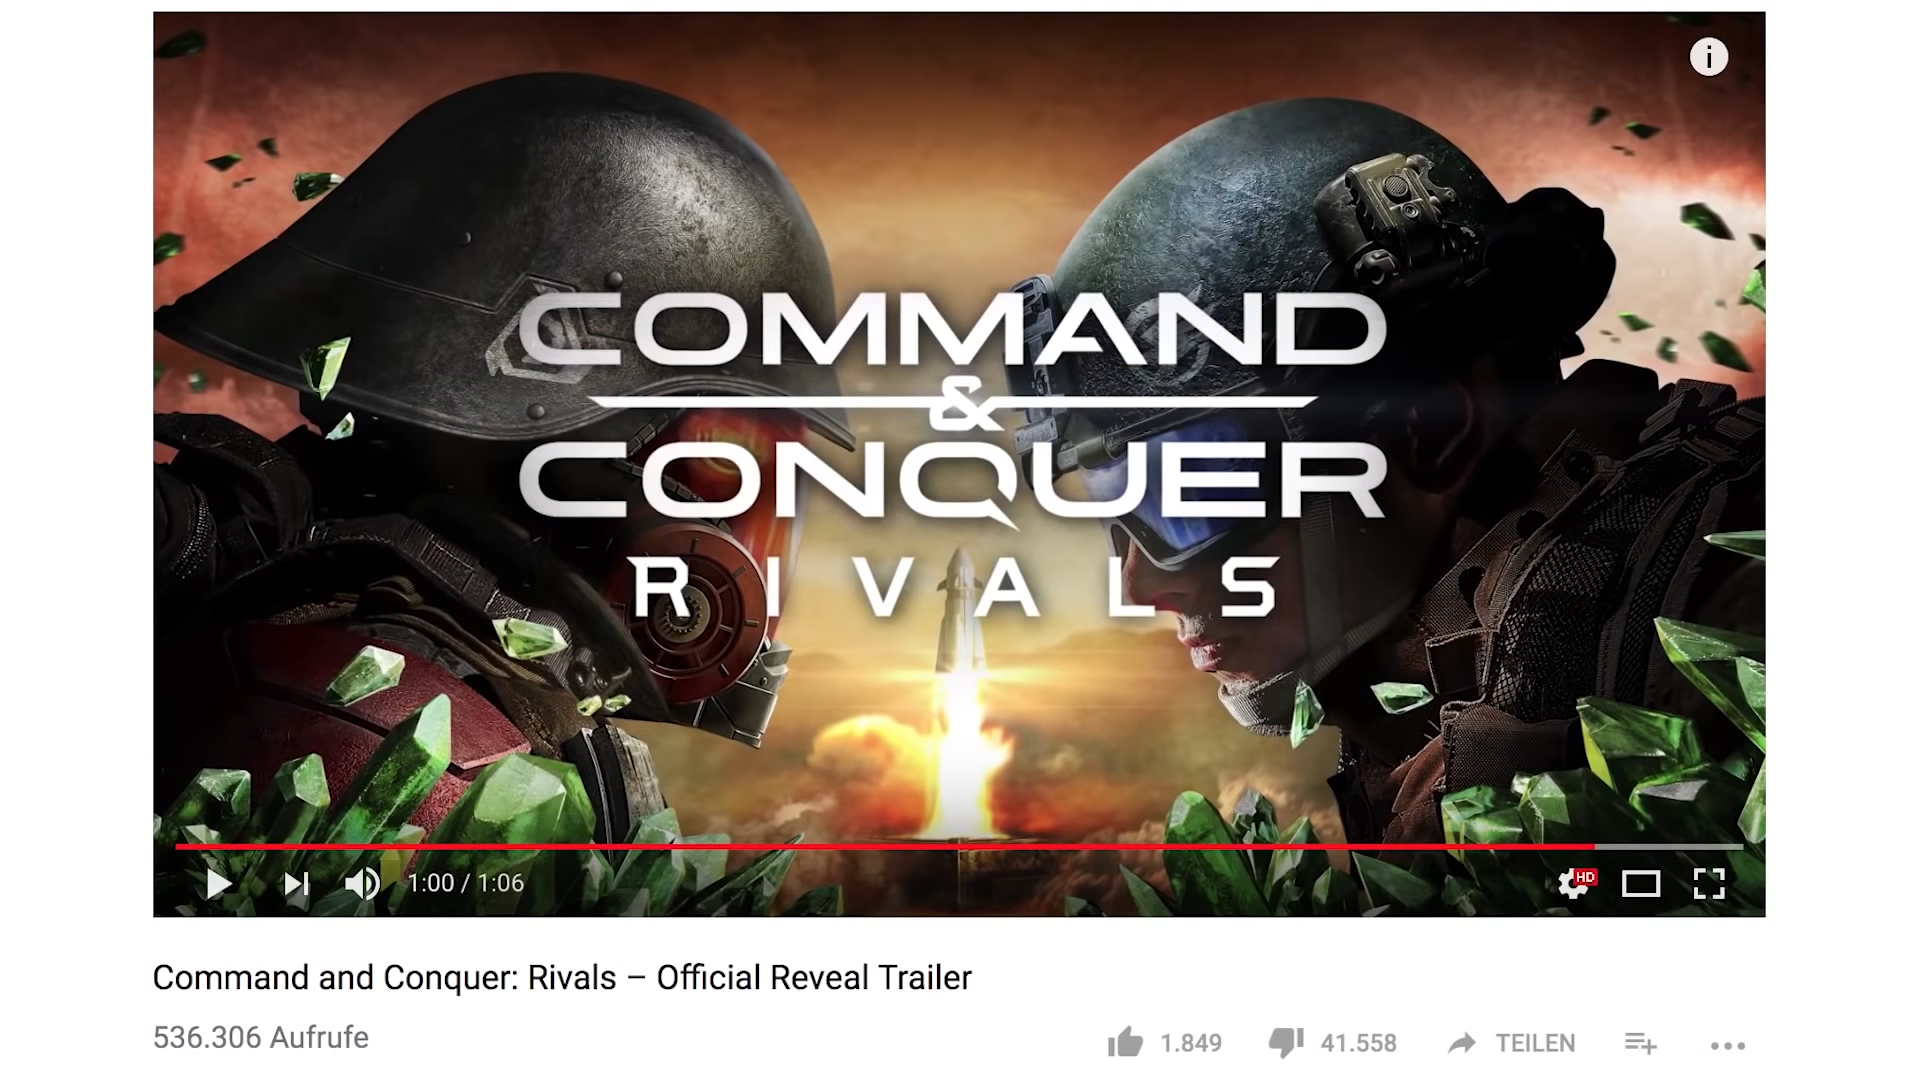 i
COMMAND
&
CONQUER
RIVALS
1:00 / 1:06
HD
Command and Conquer: Rivals – Official Reveal Trailer
536.306 Aufrufe
1.849
41.558
TEILEN